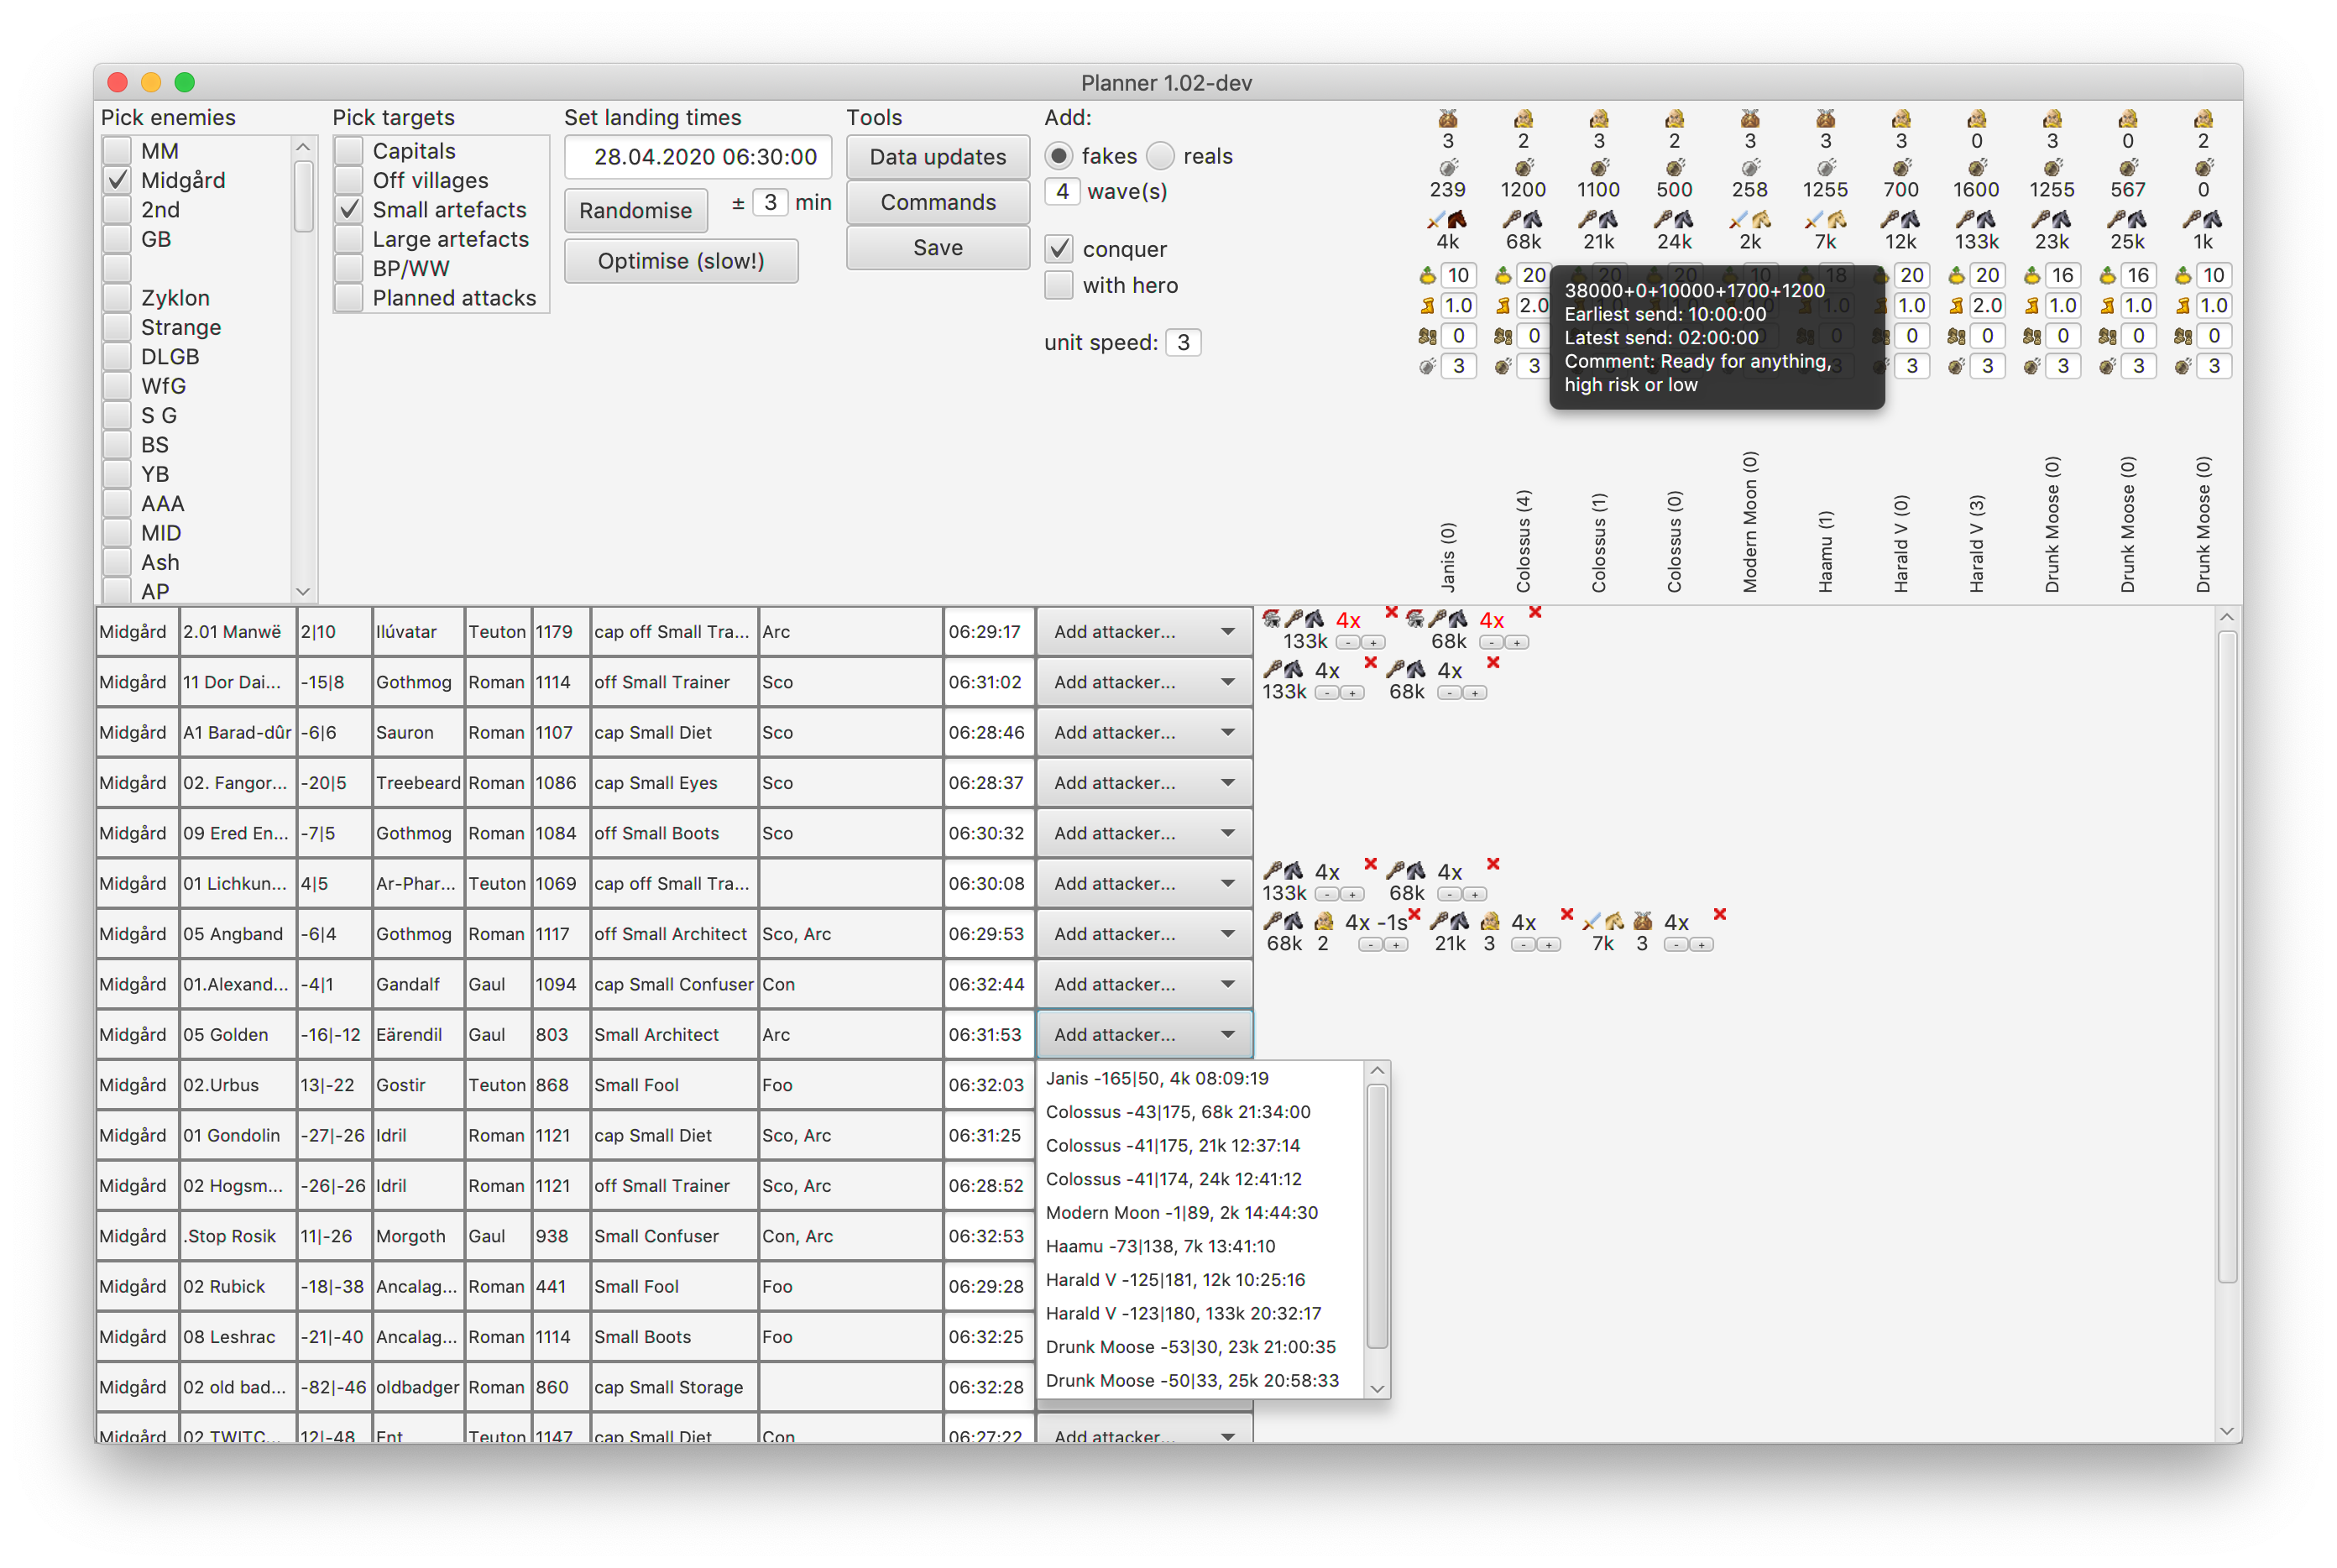 Planner 1.02-dev
Pick enemies
MM
Midgård
2nd
GB
Zyklon
Strange
DLGB
WfG
S G
BS
YB
AAA
MID
Ash
AP
Pick targets
Capitals
Off villages
Small artefacts
Large artefacts
BP/WW
Planned attacks
Set landing times
28.04.2020 06:30:00
Randomise ± 3 min
Optimise (slow!)
Tools
Data updates
Commands
Save
Add:
fakes reals
4 wave(s)
conquer
with hero
unit speed: 3
3 2 3 2 3 3 3 0 3 0 2
239 1200 1100 500 258 1255 700 1600 1255 567 0
4k 68k 21k 24k 2k 7k 12k 133k 23k 25k 1k
10 20 20 20 10 18 20 20 16 16 10
1.0 2.0 1.0 1.0 2.0 1.0 1.0 1.0
0 0 0 0 0 0 0
3 3 3 3 3 3 3
38000+0+10000+1700+1200
Earliest send: 10:00:00
Latest send: 02:00:00
Comment: Ready for anything,
high risk or low
Janis (0)
Colossus (4)
Colossus (1)
Colossus (0)
Modern Moon (0)
Haamu (1)
Harald V (0)
Harald V (3)
Drunk Moose (0)
Drunk Moose (0)
Drunk Moose (0)
Midgård 2.01 Manwë 2|10 Ilúvatar Teuton 1179 cap off Small Tra... Arc 06:29:17 Add attacker... 4x 133k - + 4x 68k - +
Midgård 11 Dor Dai... -15|8 Gothmog Roman 1114 off Small Trainer Sco 06:31:02 Add attacker... 4x 133k - + 4x 68k - +
Midgård A1 Barad-dûr -6|6 Sauron Roman 1107 cap Small Diet Sco 06:28:46 Add attacker...
Midgård 02. Fangor... -20|5 Treebeard Roman 1086 cap Small Eyes Sco 06:28:37 Add attacker...
Midgård 09 Ered En... -7|5 Gothmog Roman 1084 off Small Boots Sco 06:30:32 Add attacker...
Midgård 01 Lichkun... 4|5 Ar-Phar... Teuton 1069 cap off Small Tra... 06:30:08 Add attacker... 4x 133k - + 4x 68k - +
Midgård 05 Angband -6|4 Gothmog Roman 1117 off Small Architect Sco, Arc 06:29:53 Add attacker... 4x -1s 68k 2 - + 4x 21k 3 - + 4x 7k 3 - +
Midgård 01.Alexand... -4|1 Gandalf Gaul 1094 cap Small Confuser Con 06:32:44 Add attacker...
Midgård 05 Golden -16|-12 Eärendil Gaul 803 Small Architect Arc 06:31:53 Add attacker...
Midgård 02.Urbus 13|-22 Gostir Teuton 868 Small Fool Foo 06:32:03
Midgård 01 Gondolin -27|-26 Idril Roman 1121 cap Small Diet Sco, Arc 06:31:25
Midgård 02 Hogsm... -26|-26 Idril Roman 1121 off Small Trainer Sco, Arc 06:28:52
Midgård .Stop Rosik 11|-26 Morgoth Gaul 938 Small Confuser Con, Arc 06:32:53
Midgård 02 Rubick -18|-38 Ancalag... Roman 441 Small Fool Foo 06:29:28
Midgård 08 Leshrac -21|-40 Ancalag... Roman 1114 Small Boots Foo 06:32:25
Midgård 02 old bad... -82|-46 oldbadger Roman 860 cap Small Storage 06:32:28
Midgård 02 TWITC... 12|-48 Ent Teuton 1147 cap Small Diet Con 06:27:22 Add attacker...
Janis -165|50, 4k 08:09:19
Colossus -43|175, 68k 21:34:00
Colossus -41|175, 21k 12:37:14
Colossus -41|174, 24k 12:41:12
Modern Moon -1|89, 2k 14:44:30
Haamu -73|138, 7k 13:41:10
Harald V -125|181, 12k 10:25:16
Harald V -123|180, 133k 20:32:17
Drunk Moose -53|30, 23k 21:00:35
Drunk Moose -50|33, 25k 20:58:33